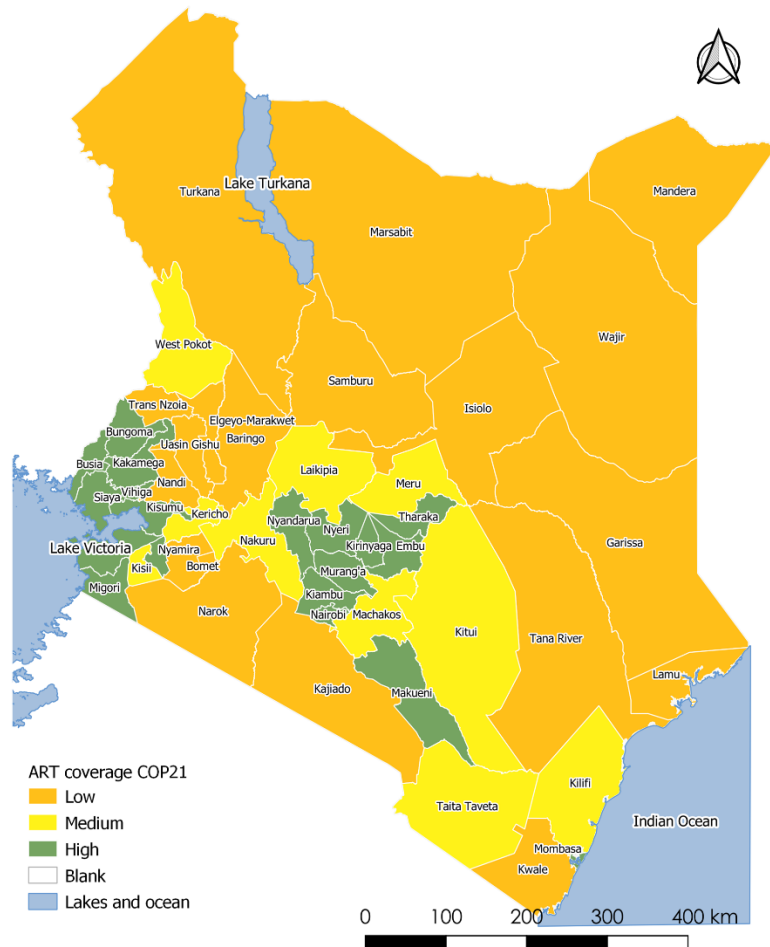 Turkana
Lake Turkana
Marsabit
Mandera
Wajir
West Pokot
Samburu
Isiolo
Trans Nzoia
Elgeyo-Marakwet
Bungoma
Uasin Gishu
Baringo
Busia
Kakamega
Laikipia
Meru
Nandi
Siaya
Vihiga
Kisumu
Kericho
Tharaka
Nyandarua
Nyeri
Garissa
Lake Victoria
Nyamira
Nakuru
Kirinyaga
Embu
Kisii
Bomet
Murang'a
Migori
Kiambu
Narok
Nairobi
Machakos
Kitui
Tana River
Lamu
Kajiado
Makueni
Kilifi
Taita Taveta
Indian Ocean
Mombasa
Kwale
ART coverage COP21
Low
Medium
High
Blank
Lakes and ocean
0 100 200 300 400 km